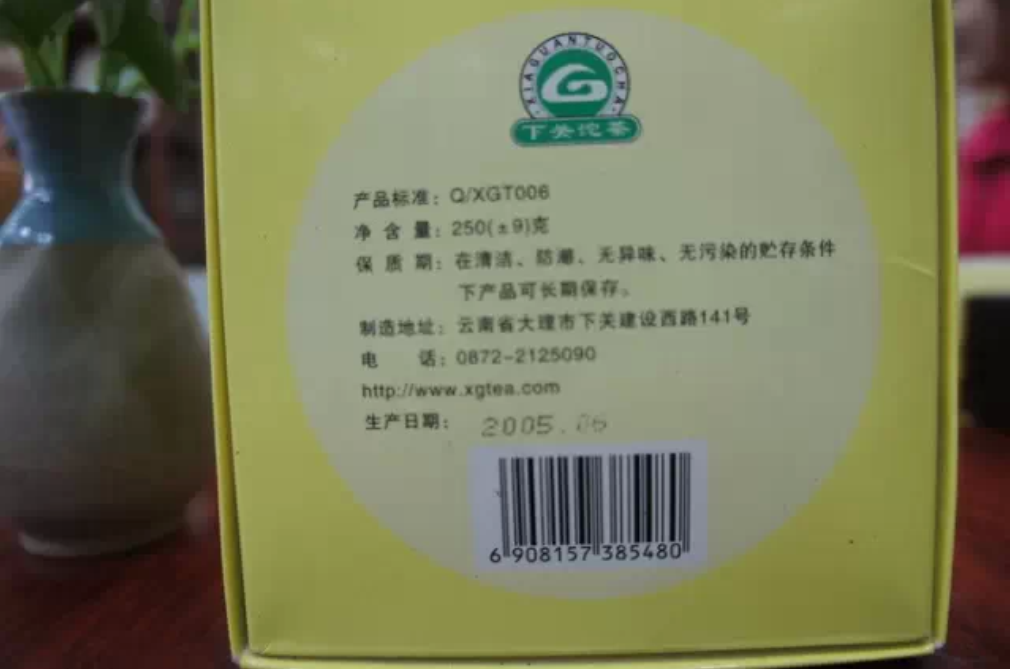 XIAGUANTUOCHA
下关沱茶
产品标准：Q/XGT006
净 含 量：250(±9)克
保 质 期：在清洁、防潮、无异味、无污染的贮存条件
下产品可长期保存。
制造地址：云南省大理市下关建设西路141号
电 话：0872-2125090
http://www.xgtea.com
生产日期：2005.06
6 908157 385480